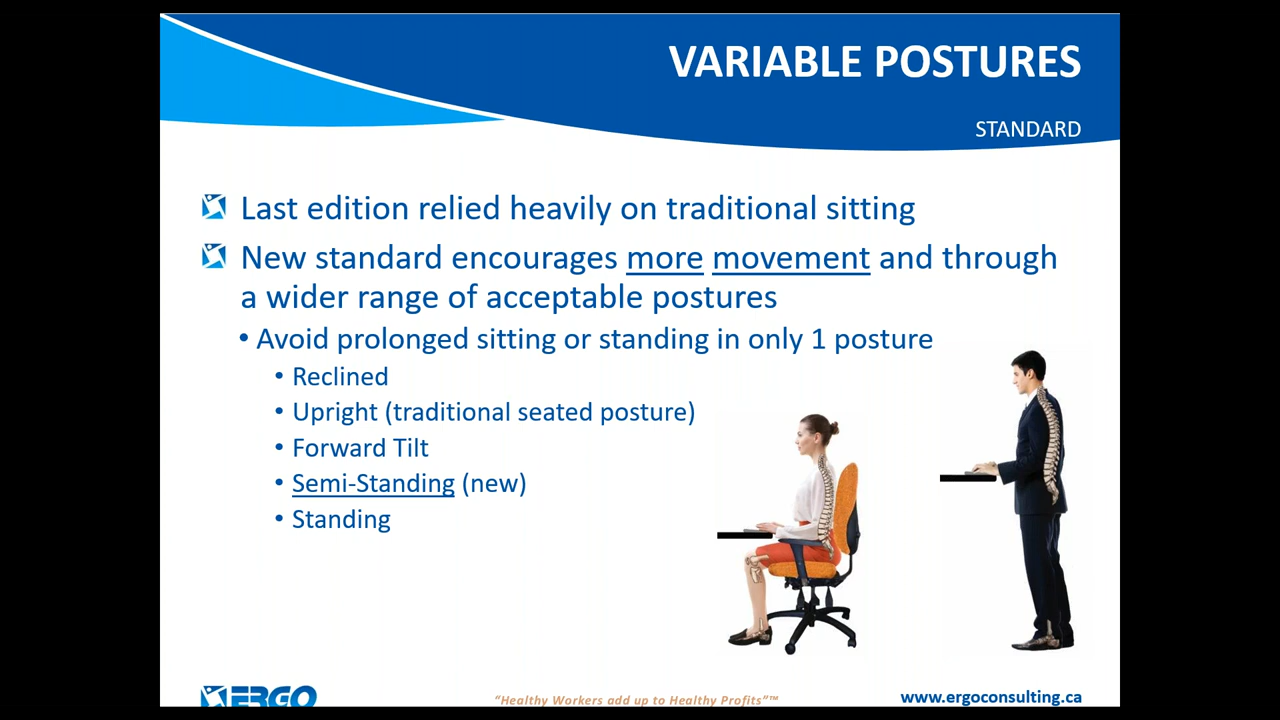 VARIABLE POSTURES
STANDARD
Last edition relied heavily on traditional sitting
New standard encourages more movement and through
a wider range of acceptable postures
• Avoid prolonged sitting or standing in only 1 posture
• Reclined
• Upright (traditional seated posture)
• Forward Tilt
• Semi-Standing (new)
• Standing
ERGO
“Healthy Workers add up to Healthy Profits”™
www.ergoconsulting.ca